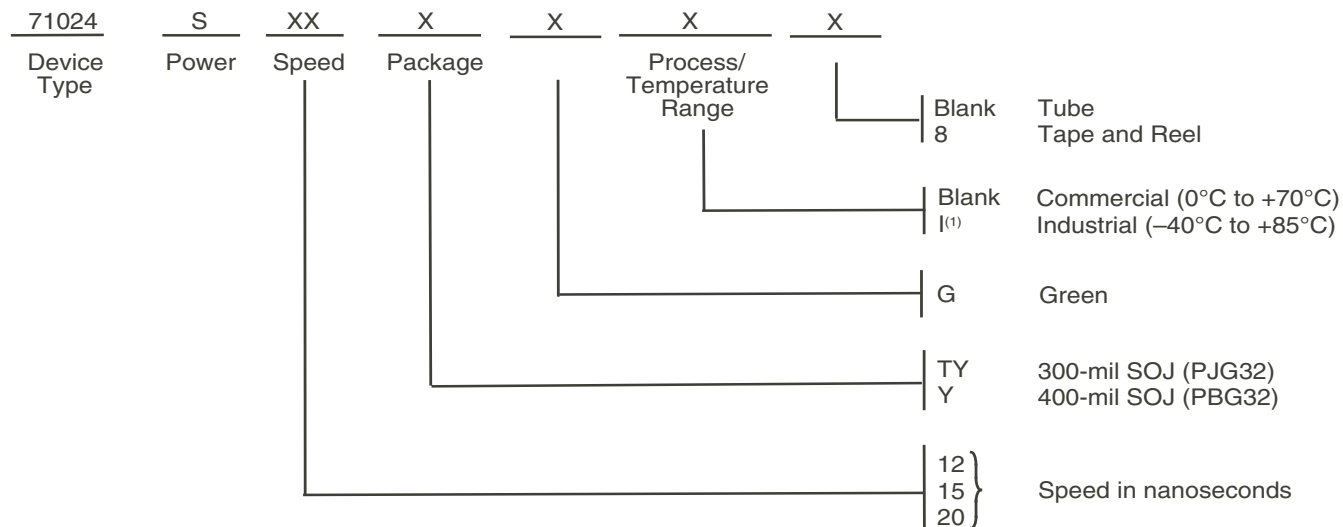 71024 S XX X X X X
Device Type Power Speed Package Process/ Temperature Range
Blank Tube
8 Tape and Reel
Blank Commercial (0°C to +70°C)
I(1) Industrial (–40°C to +85°C)
G Green
TY 300-mil SOJ (PJG32)
Y 400-mil SOJ (PBG32)
12
15 Speed in nanoseconds
20